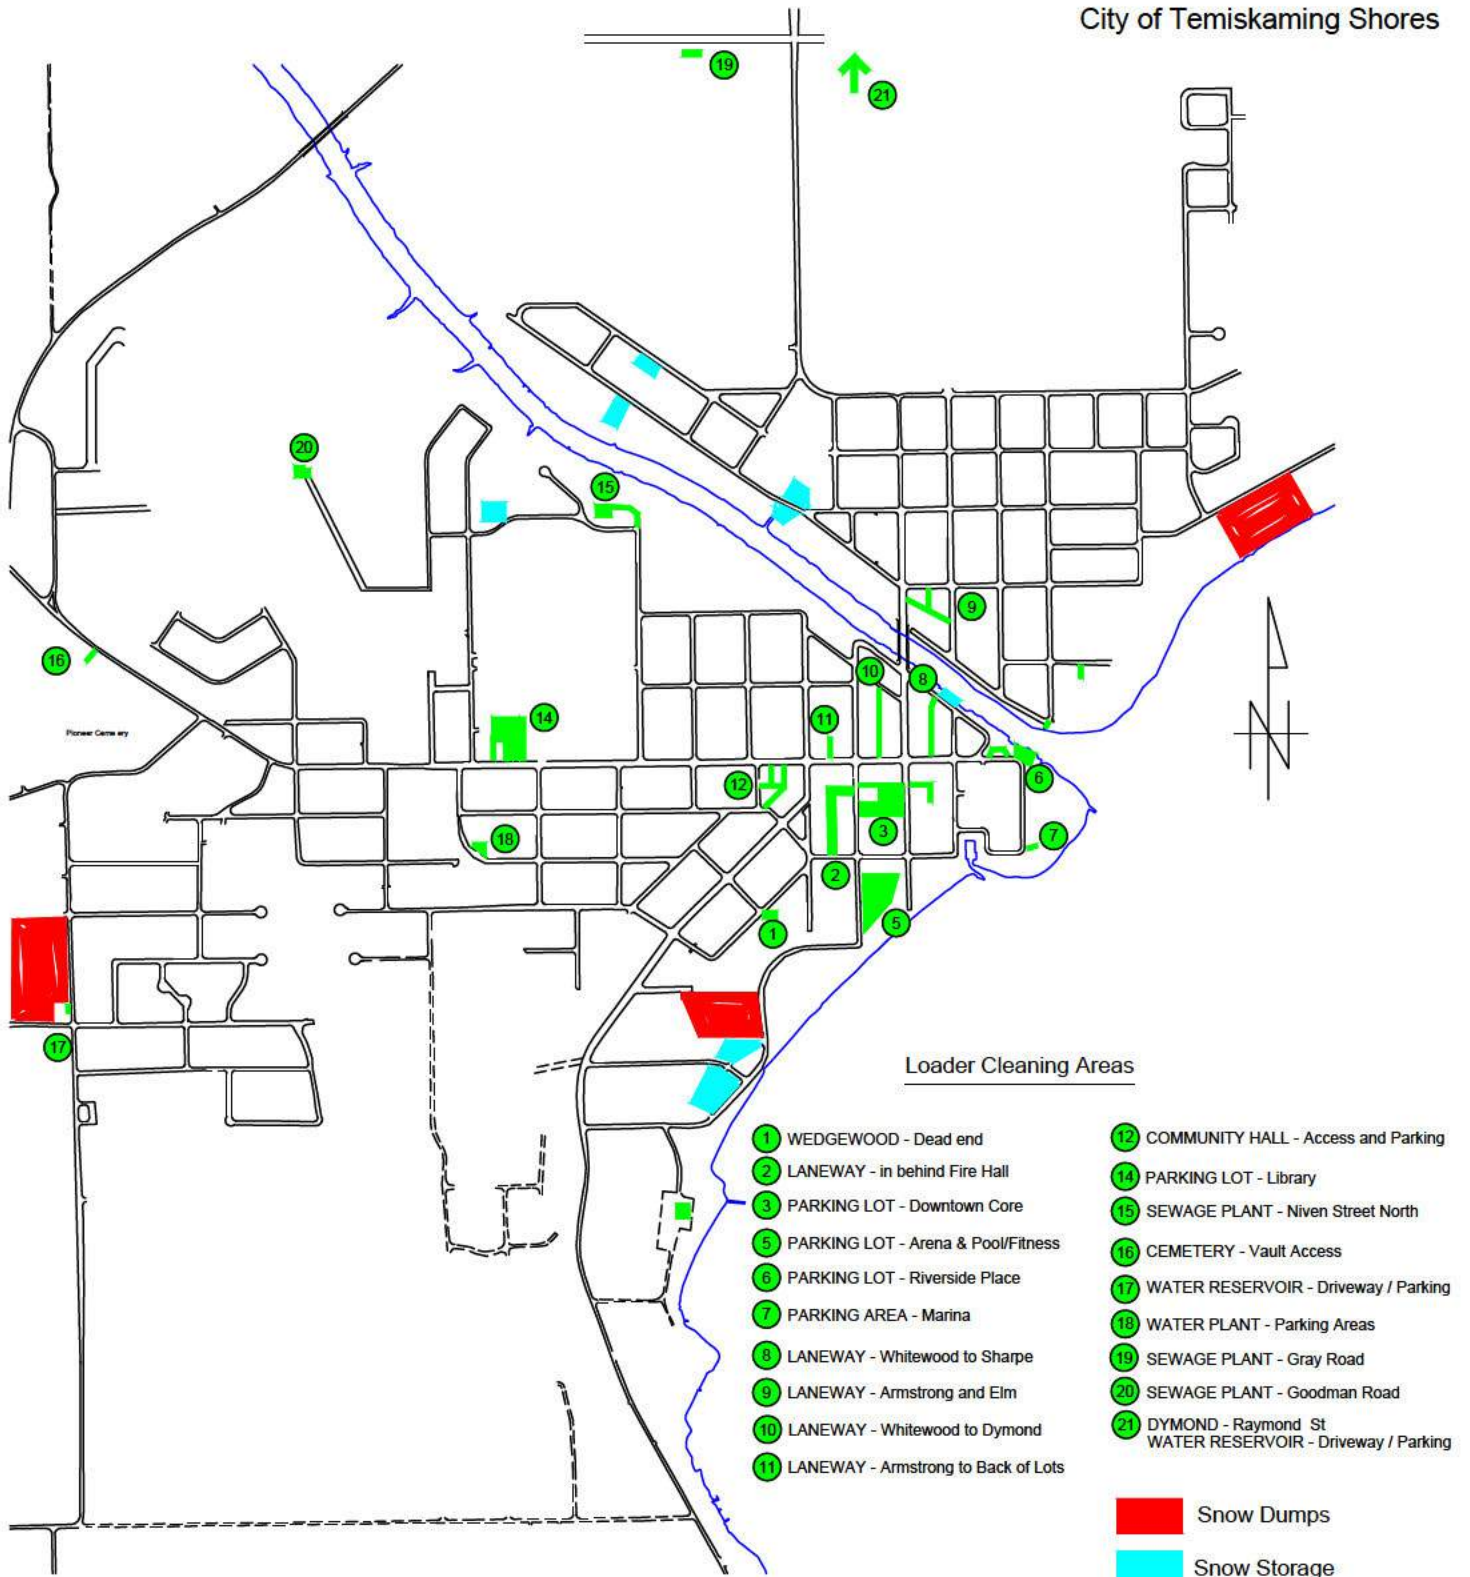 City of Temiskaming Shores
19
21
20
15
9
16
10
8
14
11
Pioneer Cemetery
12
6
3
7
18
2
5
1
17
N
Loader Cleaning Areas
1 WEDGEWOOD - Dead end
2 LANEWAY - in behind Fire Hall
3 PARKING LOT - Downtown Core
5 PARKING LOT - Arena & Pool/Fitness
6 PARKING LOT - Riverside Place
7 PARKING AREA - Marina
8 LANEWAY - Whitewood to Sharpe
9 LANEWAY - Armstrong and Elm
10 LANEWAY - Whitewood to Dymond
11 LANEWAY - Armstrong to Back of Lots
12 COMMUNITY HALL - Access and Parking
14 PARKING LOT - Library
15 SEWAGE PLANT - Niven Street North
16 CEMETERY - Vault Access
17 WATER RESERVOIR - Driveway / Parking
18 WATER PLANT - Parking Areas
19 SEWAGE PLANT - Gray Road
20 SEWAGE PLANT - Goodman Road
21 DYMOND - Raymond St
WATER RESERVOIR - Driveway / Parking
Snow Dumps
Snow Storage